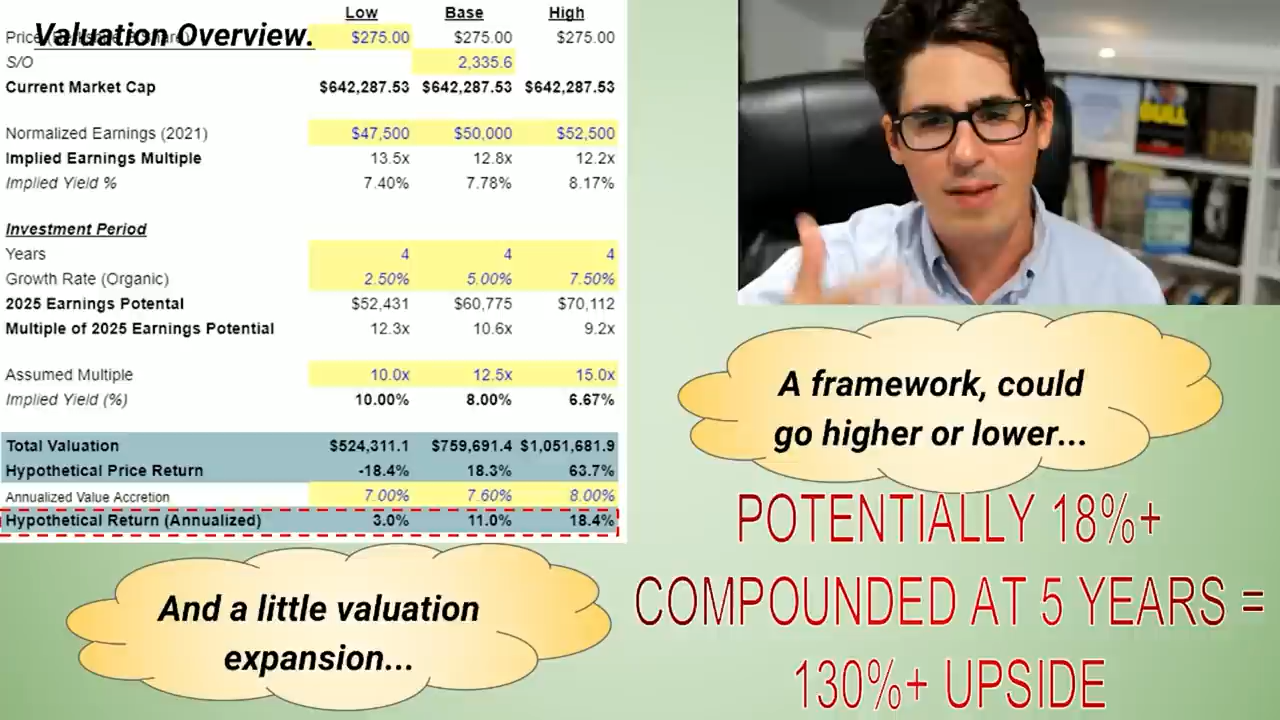 Valuation Overview.
Low Base High
Price $275.00 $275.00 $275.00
S/O 2,335.6
Current Market Cap $642,287.53 $642,287.53 $642,287.53
Normalized Earnings (2021) $47,500 $50,000 $52,500
Implied Earnings Multiple 13.5x 12.8x 12.2x
Implied Yield % 7.40% 7.78% 8.17%
Investment Period
Years 4 4 4
Growth Rate (Organic) 2.50% 5.00% 7.50%
2025 Earnings Potental $52,431 $60,775 $70,112
Multiple of 2025 Earnings Potential 12.3x 10.6x 9.2x
Assumed Multiple 10.0x 12.5x 15.0x
Implied Yield (%) 10.00% 8.00% 6.67%
Total Valuation $524,311.1 $759,691.4 $1,051,681.9
Hypothetical Price Return -18.4% 18.3% 63.7%
Annualized Value Accretion 7.00% 7.60% 8.00%
Hypothetical Return (Annualized) 3.0% 11.0% 18.4%
And a little valuation
expansion...
BULL
A framework, could
go higher or lower...
POTENTIALLY 18%+
COMPOUNDED AT 5 YEARS =
130%+ UPSIDE